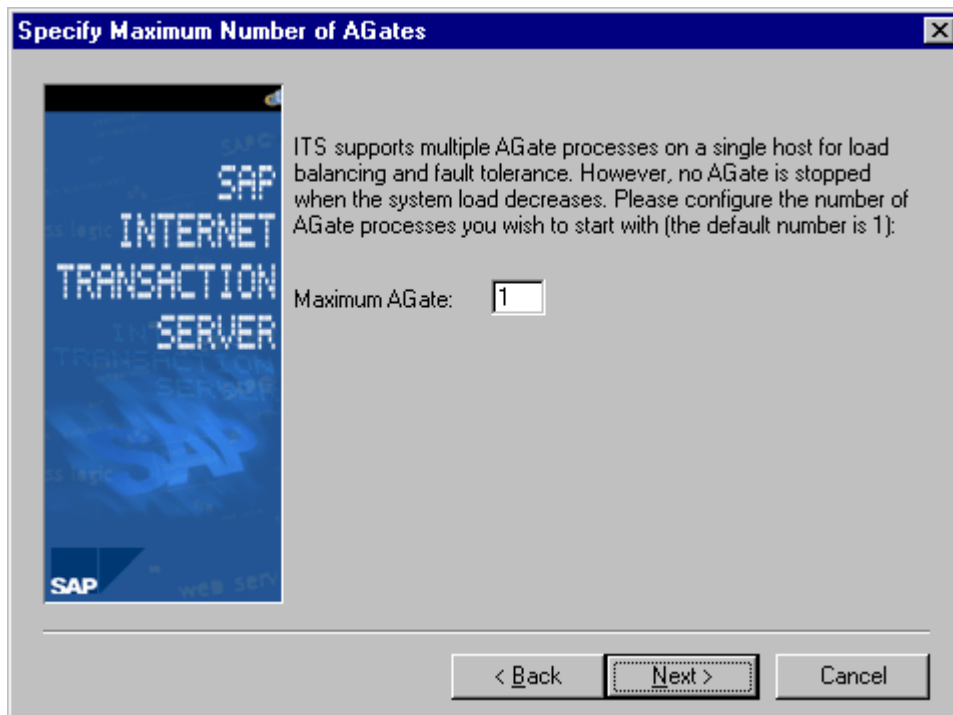 Specify Maximum Number of AGates
SAP
INTERNET
TRANSACTION
SERVER
SAP
SAP
ITS supports multiple AGate processes on a single host for load
balancing and fault tolerance. However, no AGate is stopped
when the system load decreases. Please configure the number of
AGate processes you wish to start with (the default number is 1):
Maximum AGate:
1
< Back
Next >
Cancel